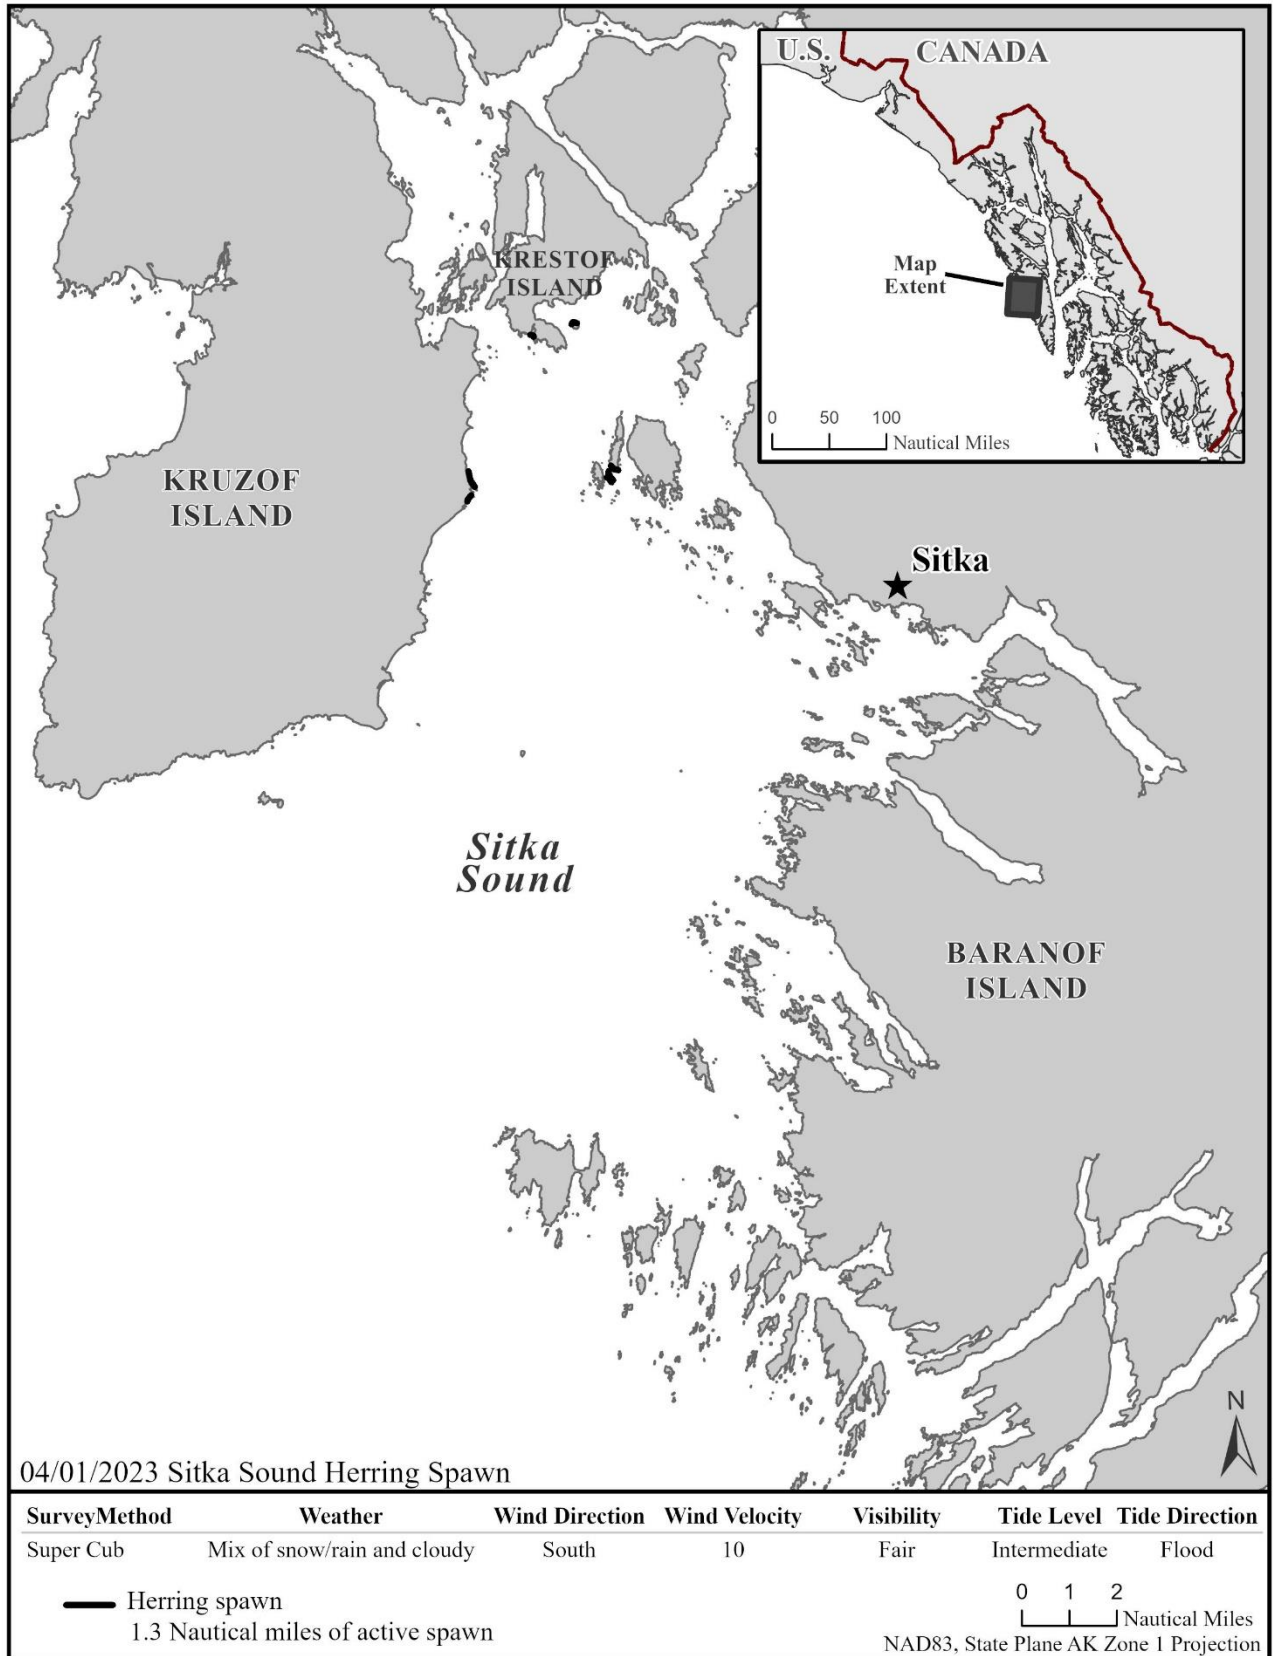 U.S.
CANADA
Map
Extent
0 50 100
Nautical Miles
KRESTOF
ISLAND
KRUZOF
ISLAND
Sitka
Sitka
Sound
BARANOF
ISLAND
N
04/01/2023 Sitka Sound Herring Spawn
SurveyMethod Weather Wind Direction Wind Velocity Visibility Tide Level Tide Direction
Super Cub Mix of snow/rain and cloudy South 10 Fair Intermediate Flood
Herring spawn
1.3 Nautical miles of active spawn
0 1 2
Nautical Miles
NAD83, State Plane AK Zone 1 Projection